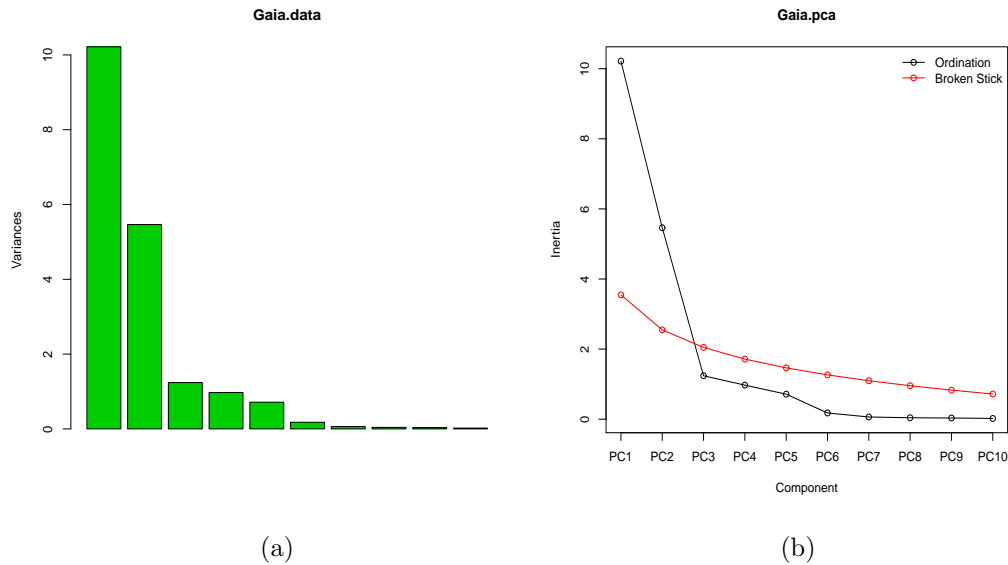 Gaia.data
Variances
0
2
4
6
8
10
(a)
Gaia.pca
Ordination
Broken Stick
Inertia
0
2
4
6
8
10
PC1 PC2 PC3 PC4 PC5 PC6 PC7 PC8 PC9 PC10
Component
(b)